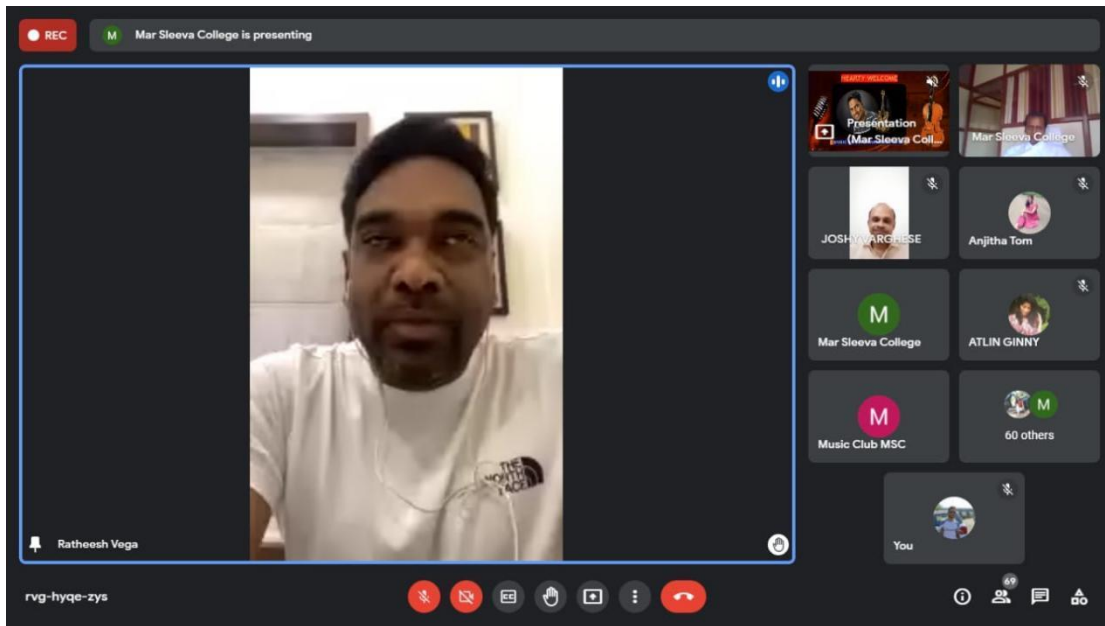 REC
M
Mar Sleeva College is presenting
HEARTY WELCOME
Presentation
(Mar Sleeva Coll...
Mar Sleeva College
JOSHY VARGHESE
Anjitha Tom
M
Mar Sleeva College
ATLIN GINNY
M
Music Club MSC
M
60 others
THE
NORTH
FACE
Ratheesh Vega
You
rvg-hyqe-zys
CC
69